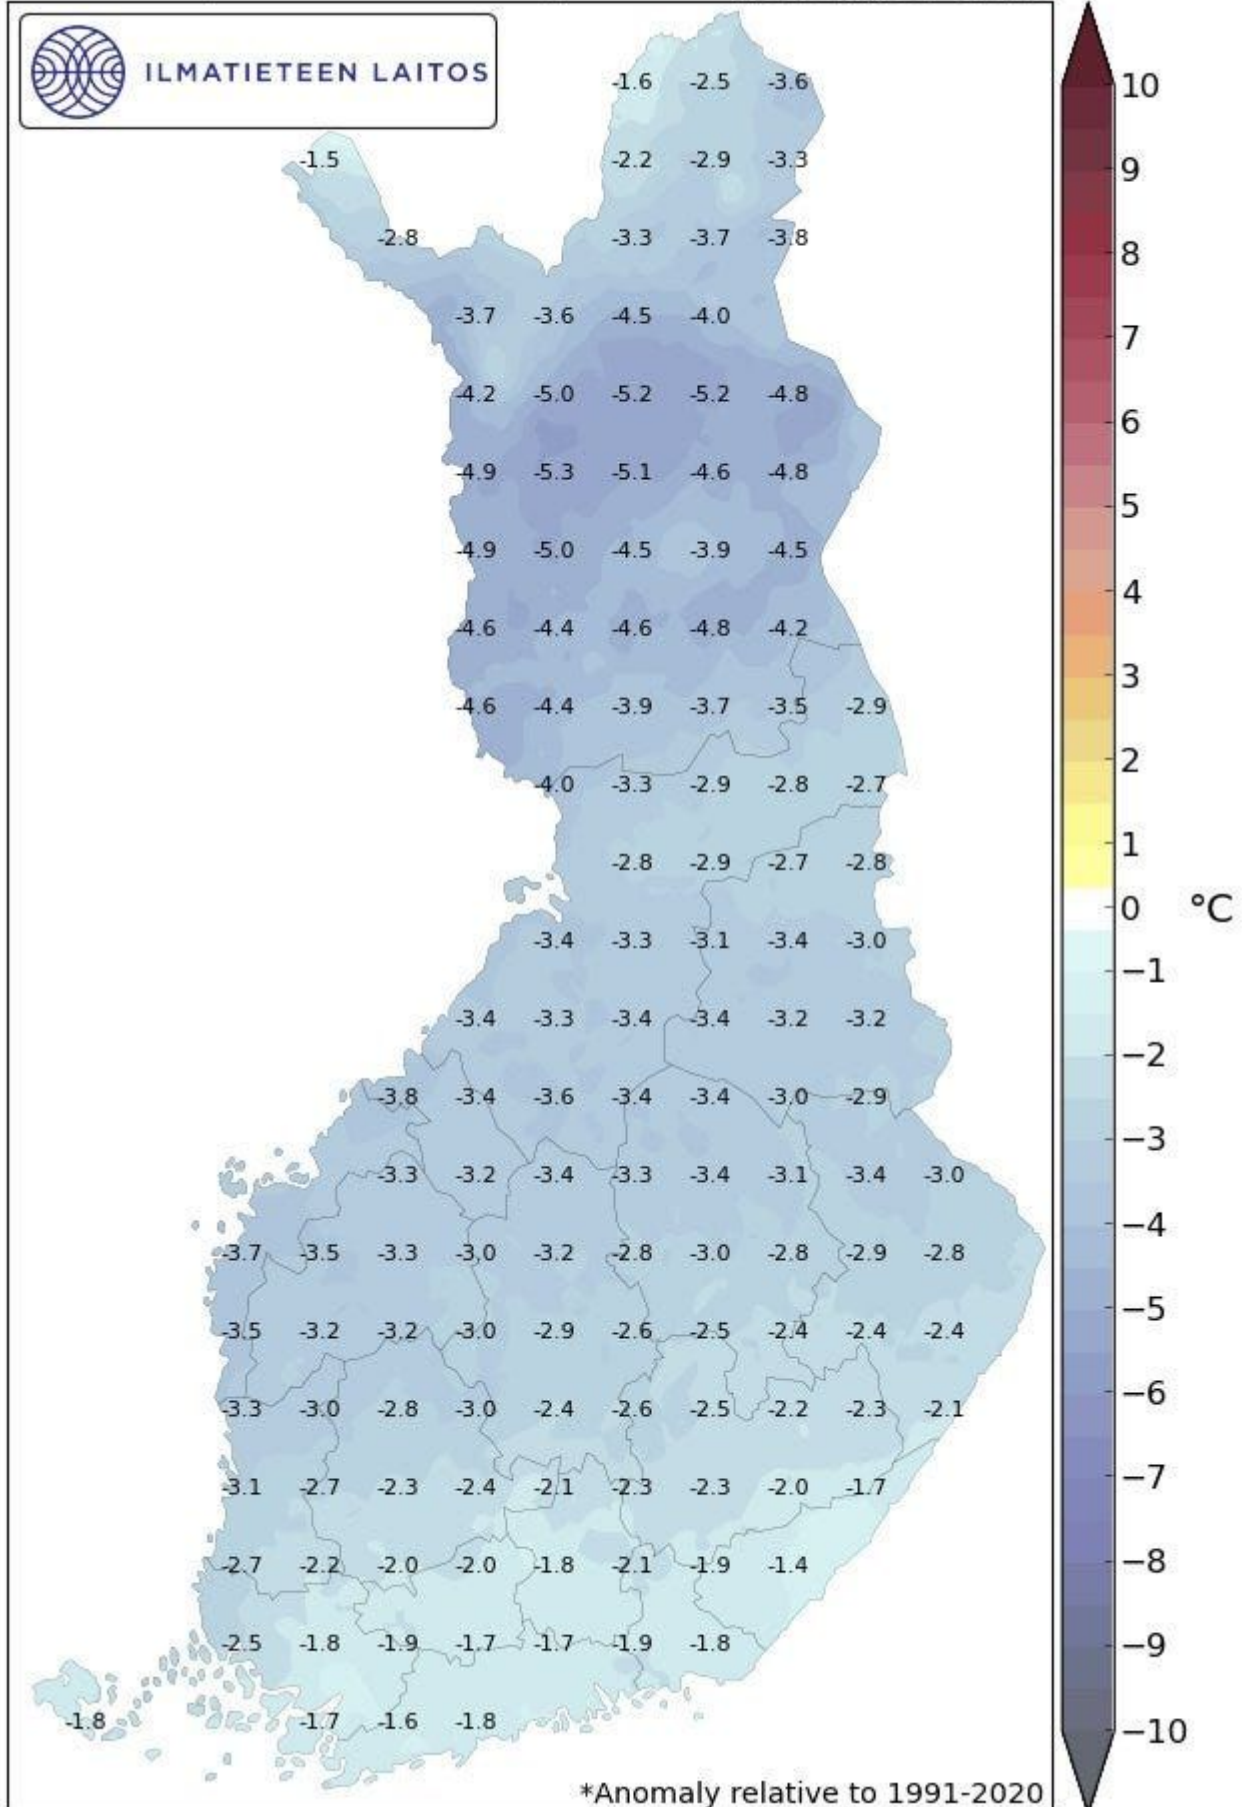 ILMATIETEEN LAITOS
-1.6 -2.5 -3.6
-1.5 -2.2 -2.9 -3.3
-2.8 -3.3 -3.7 -3.8
-3.7 -3.6 -4.5 -4.0
-4.2 -5.0 -5.2 -5.2 -4.8
-4.9 -5.3 -5.1 -4.6 -4.8
-4.9 -5.0 -4.5 -3.9 -4.5
-4.6 -4.4 -4.6 -4.8 -4.2
-4.6 -4.4 -3.9 -3.7 -3.5 -2.9
-4.0 -3.3 -2.9 -2.8 -2.7
-2.8 -2.9 -2.7 -2.8
-3.4 -3.3 -3.1 -3.4 -3.0
-3.4 -3.3 -3.4 -3.4 -3.2 -3.2
-3.8 -3.4 -3.6 -3.4 -3.4 -3.0 -2.9
-3.3 -3.2 -3.4 -3.3 -3.4 -3.1 -3.4 -3.0
-3.7 -3.5 -3.3 -3.0 -3.2 -2.8 -3.0 -2.8 -2.9 -2.8
-3.5 -3.2 -3.2 -3.0 -2.9 -2.6 -2.5 -2.4 -2.4 -2.4
-3.3 -3.0 -2.8 -3.0 -2.4 -2.6 -2.5 -2.2 -2.3 -2.1
-3.1 -2.7 -2.3 -2.4 -2.1 -2.3 -2.3 -2.0 -1.7
-2.7 -2.2 -2.0 -2.0 -1.8 -2.1 -1.9 -1.4
-2.5 -1.8 -1.9 -1.7 -1.7 -1.9 -1.8
-1.8 -1.7 -1.6 -1.8
*Anomaly relative to 1991-2020
10
9
8
7
6
5
4
3
2
1
0
°C
−1
−2
−3
−4
−5
−6
−7
−8
−9
−10